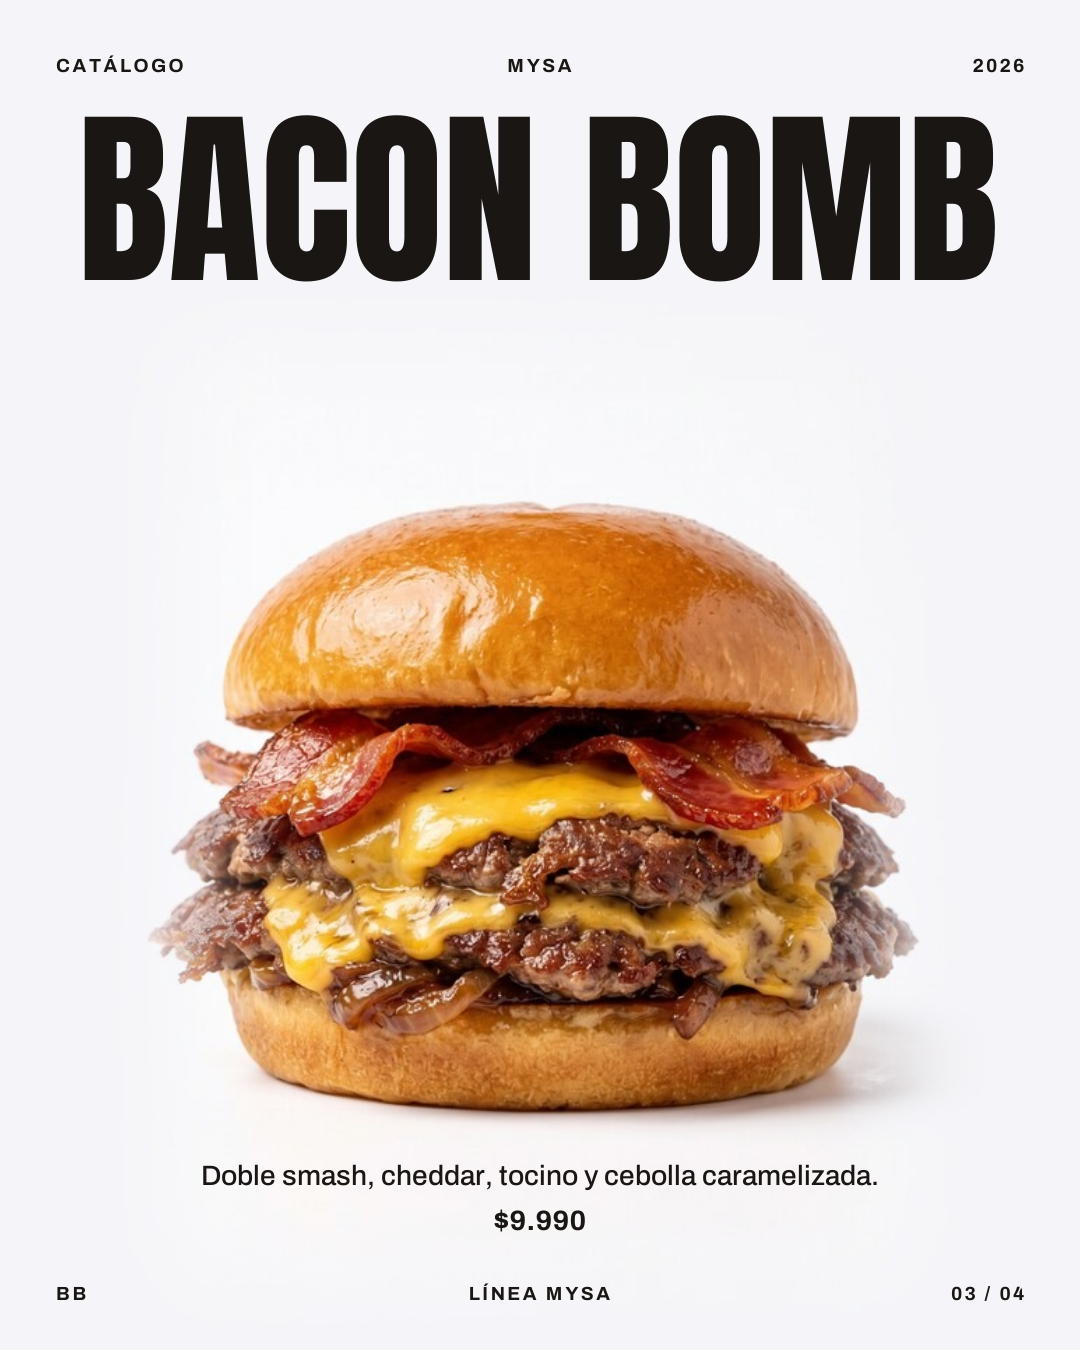 CATÁLOGO MYSA 2026
BACON BOMB
Doble smash, cheddar, tocino y cebolla caramelizada.
$9.990
BB LÍNEA MYSA 03 / 04